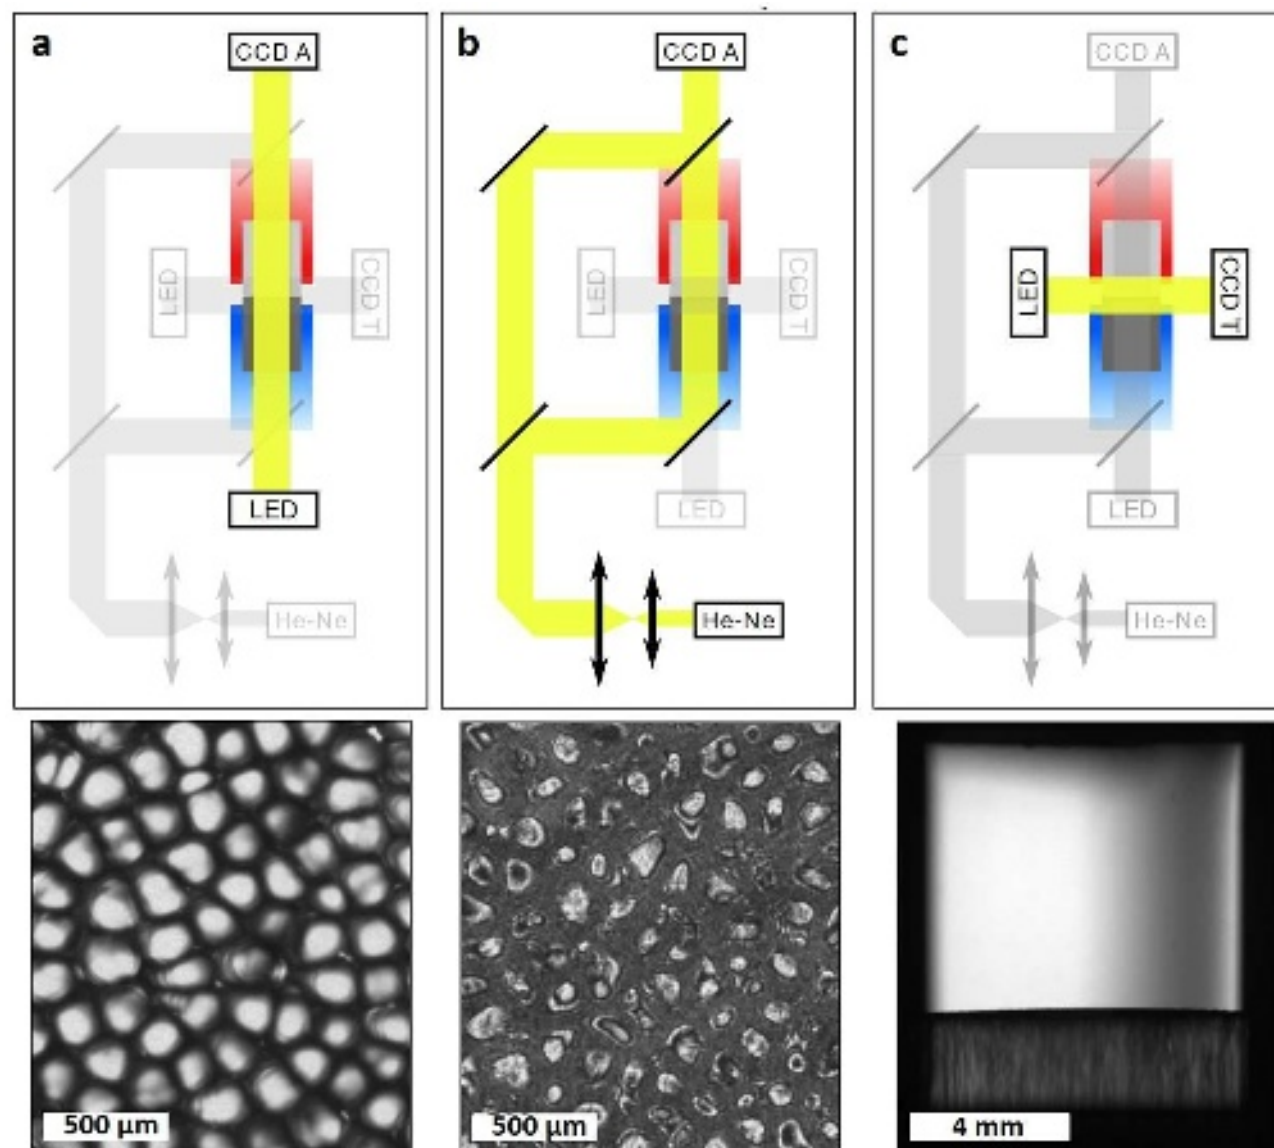 a
CCD A
LED
CCD T
LED
He-Ne
b
CCD A
LED
CCD T
LED
He-Ne
c
CCD A
LED
CCD T
LED
He-Ne
500 µm
500 µm
4 mm